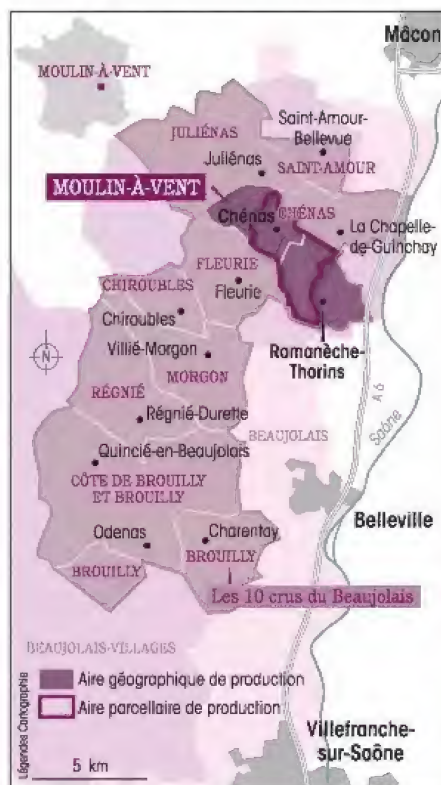 Mâcon
MOULIN-À-VENT
Saint-Amour-
Bellevue
JULIÉNAS
Juliénas
SAINT-AMOUR
MOULIN-À-VENT
CHÉNAS
Chénas
La Chapelle-
de-Guinchay
FLEURIE
Fleurie
CHIROUBLES
Chiroubles
Romanèche-
Thorins
N
Villié-Morgon
MORGON
RÉGNIÉ
A 6
Saône
Régnié-Durette
BEAUJOLAIS
Quincié-en-Beaujolais
CÔTE DE BROUILLY
ET BROUILLY
Belleville
Odenas
Charentay
BROUILLY
BROUILLY
Les 10 crus du Beaujolais
BEAUJOLAIS-VILLAGES
Aire géographique de production
Aire parcellaire de production
Légendes Cartographie
Villefranche-
sur-Saône
5 km